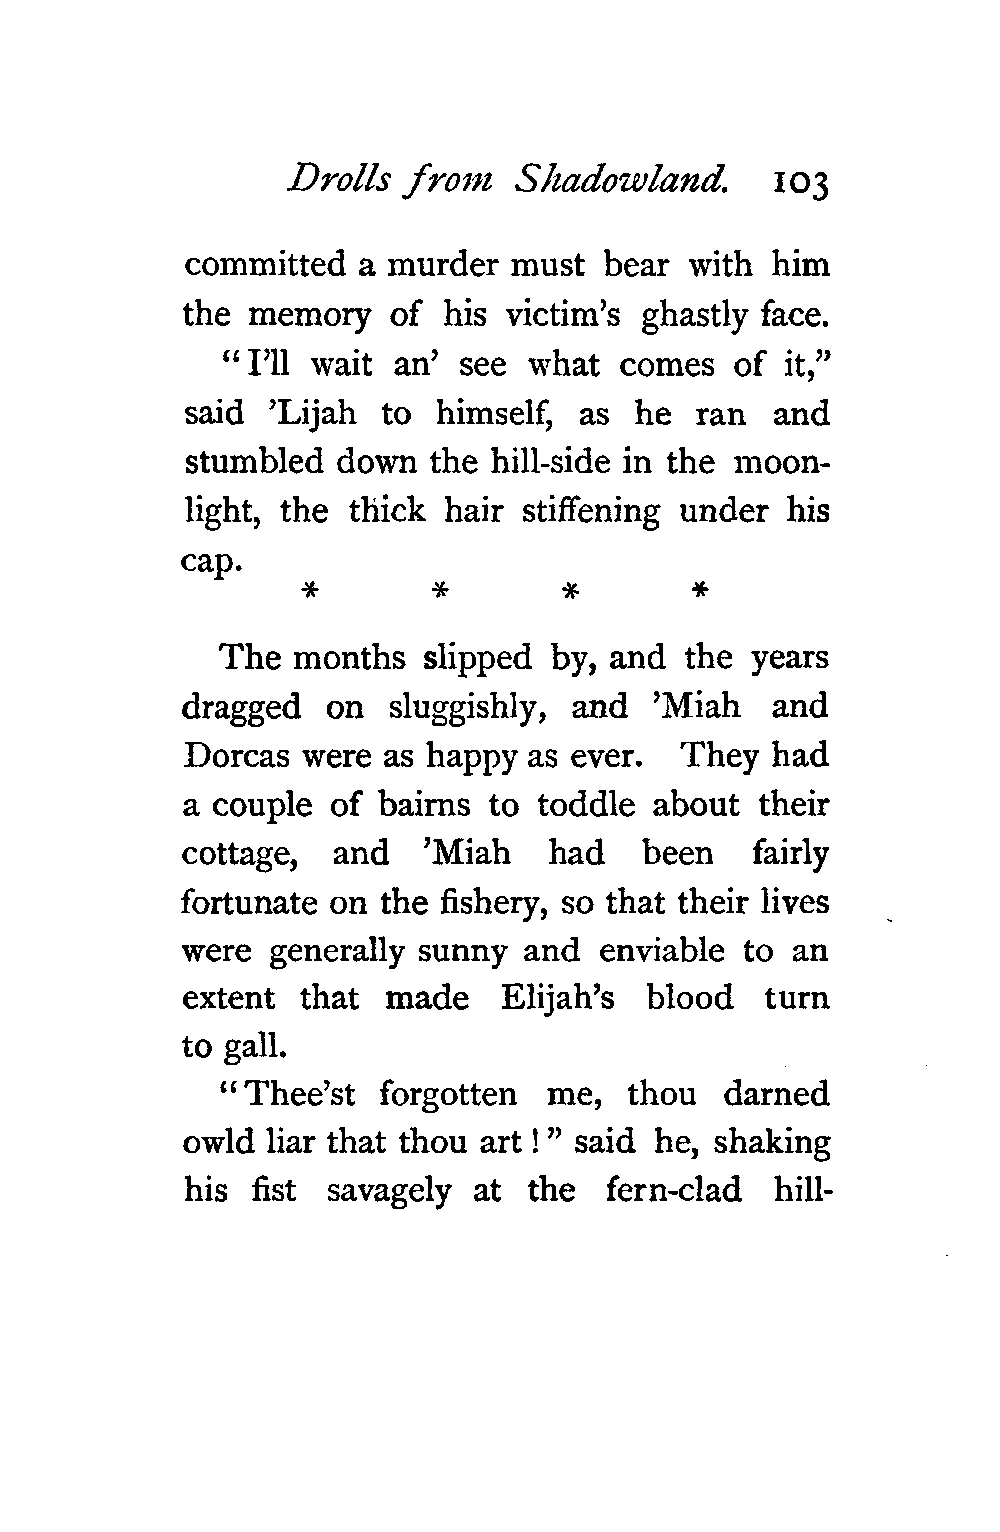 Drolls from Shadowland. 103
committed a murder must bear with him
the memory of his victim's ghastly face.
“I'll wait an' see what comes of it,”
said 'Lijah to himself, as he ran and
stumbled down the hill-side in the moon-
light, the thick hair stiffening under his
cap.
* * * *
The months slipped by, and the years
dragged on sluggishly, and 'Miah and
Dorcas were as happy as ever. They had
a couple of bairns to toddle about their
cottage, and 'Miah had been fairly
fortunate on the fishery, so that their lives
were generally sunny and enviable to an
extent that made Elijah's blood turn
to gall.
“Thee'st forgotten me, thou darned
owld liar that thou art!” said he, shaking
his fist savagely at the fern-clad hill-